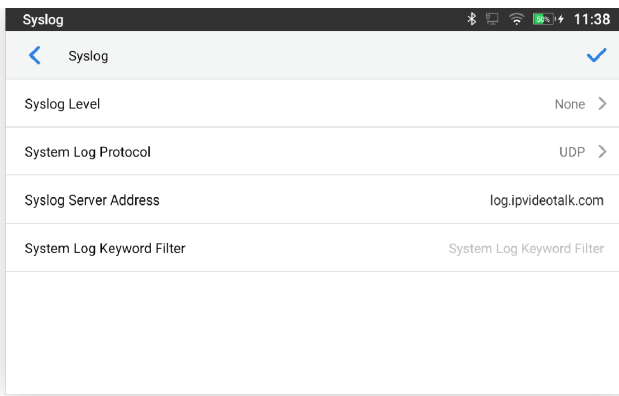 Syslog 50% 11:38
Syslog
Syslog Level None
System Log Protocol UDP
Syslog Server Address log.ipvideotalk.com
System Log Keyword Filter System Log Keyword Filter